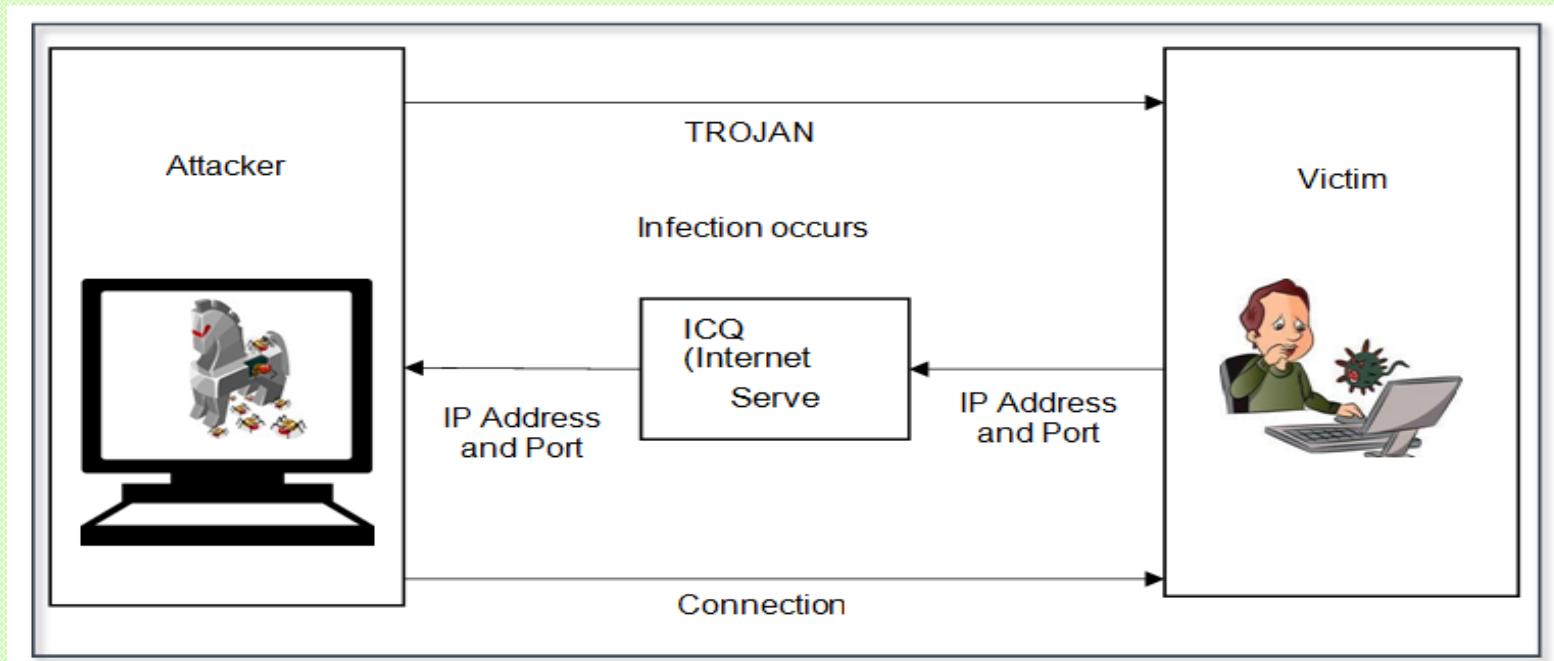 TROJAN
Attacker
Victim
Infection occurs
ICQ
(Internet
Serve
IP Address
and Port
IP Address
and Port
Connection